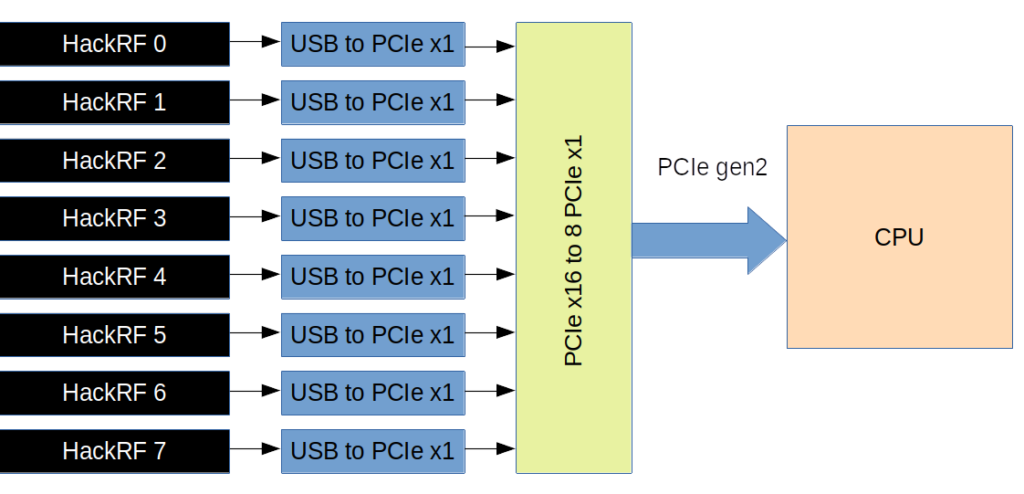 HackRF 0
USB to PCIe x1
HackRF 1
USB to PCIe x1
HackRF 2
USB to PCIe x1
HackRF 3
USB to PCIe x1
HackRF 4
USB to PCIe x1
HackRF 5
USB to PCIe x1
HackRF 6
USB to PCIe x1
HackRF 7
USB to PCIe x1
PCIe x16 to 8 PCIe x1
PCIe gen2
CPU